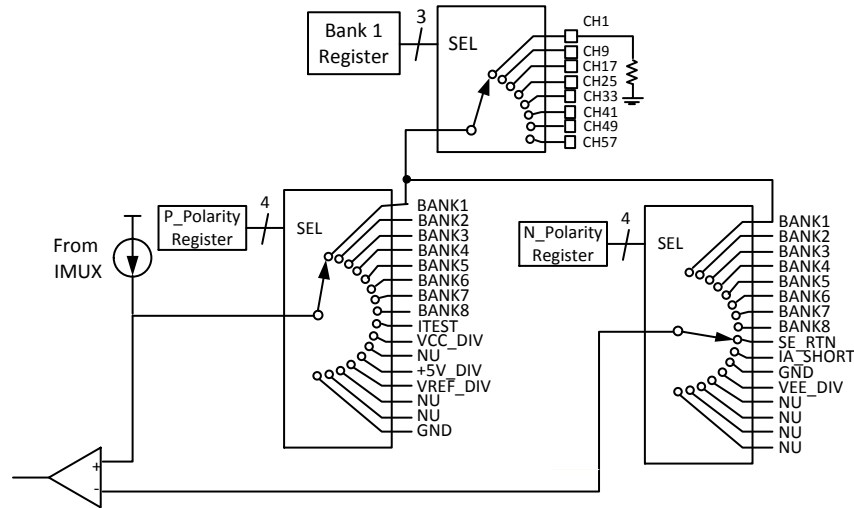 Bank 1
Register
3
SEL
CH1
CH9
CH17
CH25
CH33
CH41
CH49
CH57
From
IMUX
P_Polarity
Register
4
SEL
BANK1
BANK2
BANK3
BANK4
BANK5
BANK6
BANK7
BANK8
ITEST
VCC_DIV
NU
+5V_DIV
VREF_DIV
NU
NU
GND
N_Polarity
Register
4
SEL
BANK1
BANK2
BANK3
BANK4
BANK5
BANK6
BANK7
BANK8
SE_RTN
IA_SHORT
GND
VEE_DIV
NU
NU
NU
NU
+
-